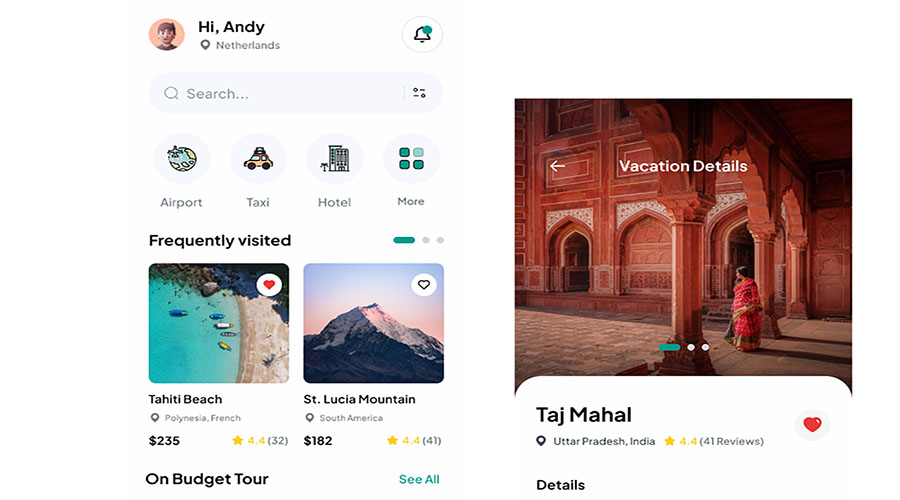 Hi, Andy
Netherlands
Search...
Airport
Taxi
Hotel
More
Frequently visited
Tahiti Beach
Polynesia, French
$235
4.4 (32)
St. Lucia Mountain
South America
$182
4.4 (41)
On Budget Tour
See All
Vacation Details
Taj Mahal
Uttar Pradesh, India
4.4 (41 Reviews)
Details